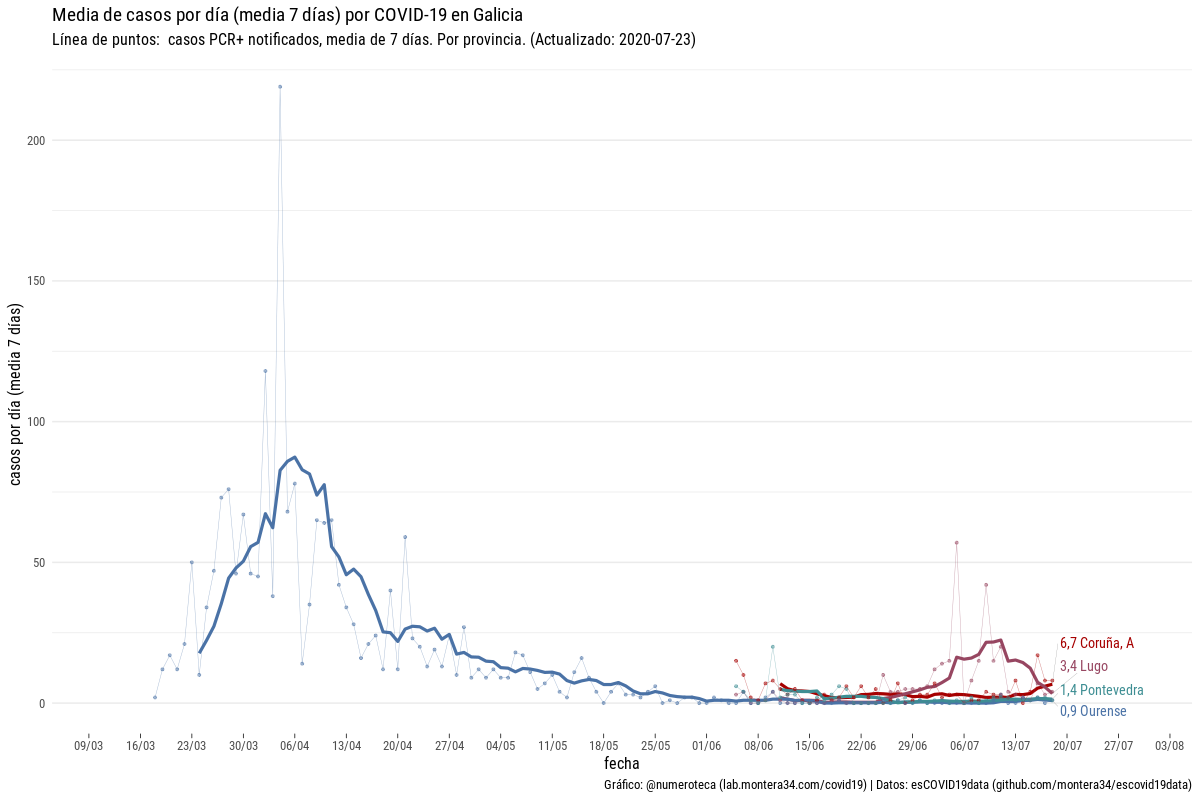 Media de casos por día (media 7 días) por COVID-19 en Galicia
Línea de puntos:  casos PCR+ notificados, media de 7 días. Por provincia. (Actualizado: 2020-07-23)
casos por día (media 7 días)
200
150
100
50
0
6,7 Coruña, A
3,4 Lugo
1,4 Pontevedra
0,9 Ourense
09/03 16/03 23/03 30/03 06/04 13/04 20/04 27/04 04/05 11/05 18/05 25/05 01/06 08/06 15/06 22/06 29/06 06/07 13/07 20/07 27/07 03/08
fecha
Gráfico: @numeroteca (lab.montera34.com/covid19) | Datos: esCOVID19data (github.com/montera34/escovid19data)